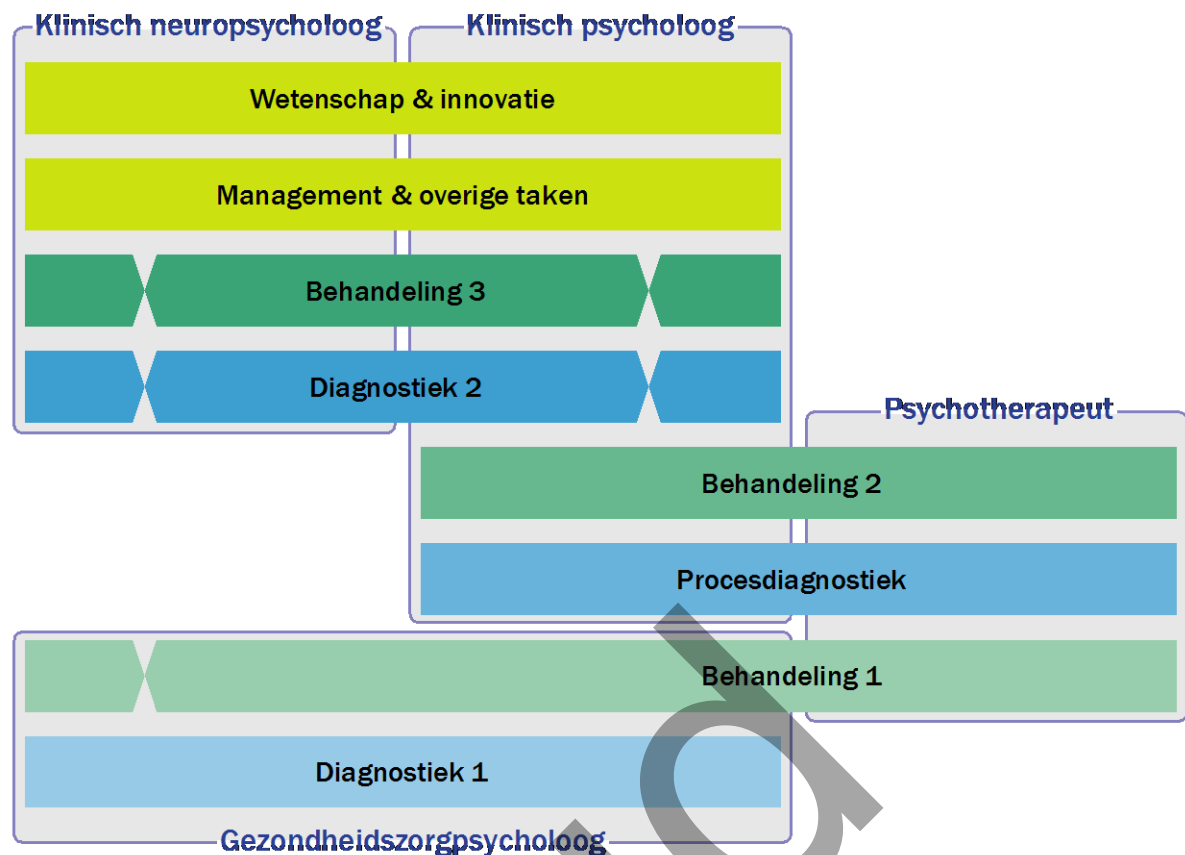 Klinisch neuropsycholoog
Klinisch psycholoog
Wetenschap & innovatie
Management & overige taken
Behandeling 3
Diagnostiek 2
Psychotherapeut
Behandeling 2
Procesdiagnostiek
Behandeling 1
Diagnostiek 1
Gezondheidszorgpsycholoog